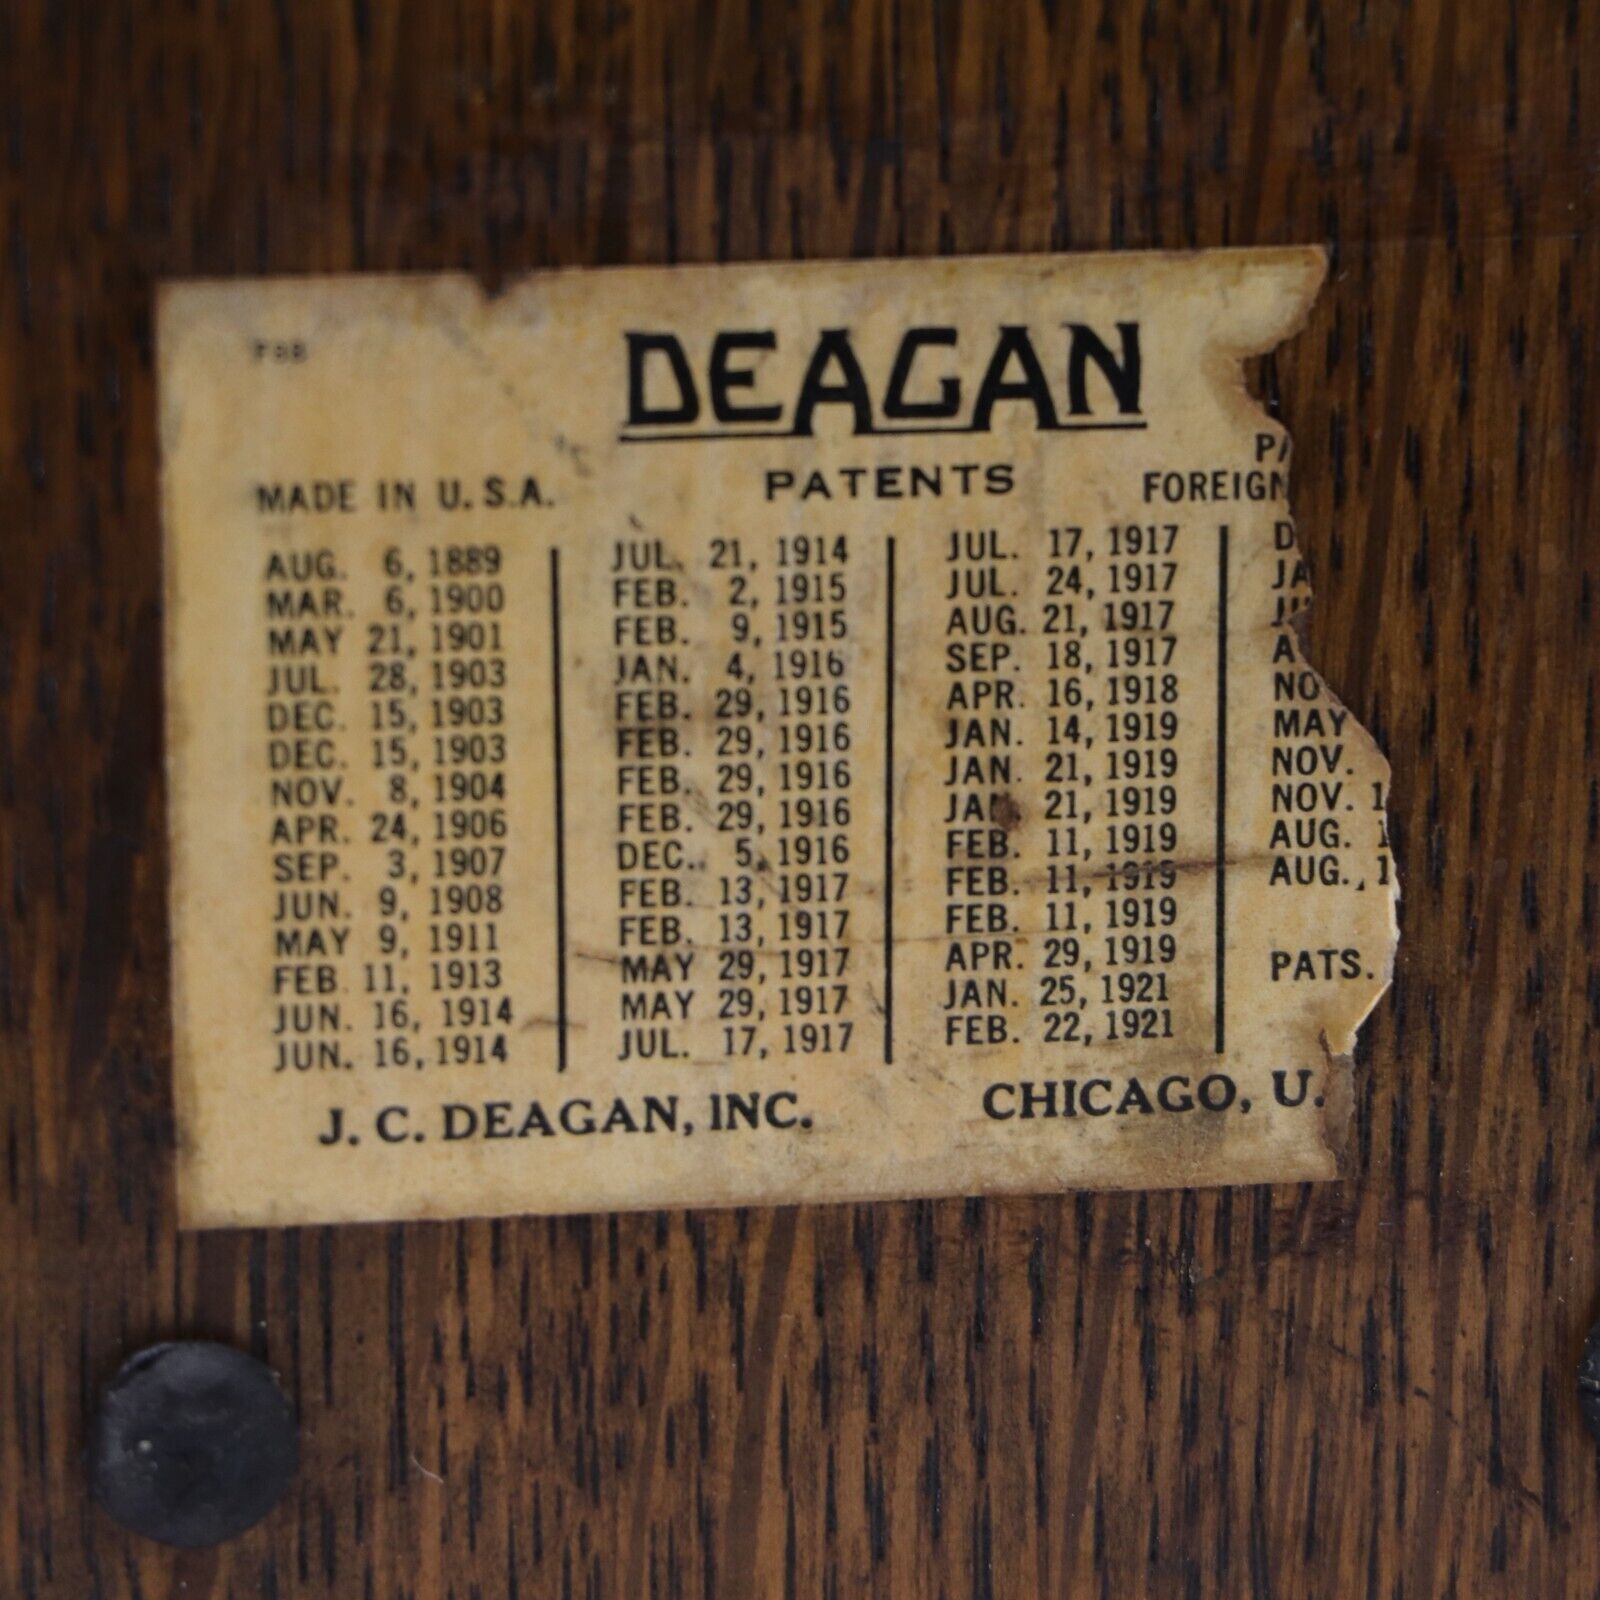 DEAGAN
MADE IN U.S.A.
PATENTS
FOREIGN
AUG. 6, 1889
MAR. 6, 1900
MAY 21, 1901
JUL. 28, 1903
DEC. 15, 1903
DEC. 15, 1903
NOV. 8, 1904
APR. 24, 1906
SEP. 3, 1907
JUN. 9, 1908
MAY 9, 1911
FEB. 11, 1913
JUN. 16, 1914
JUN. 16, 1914
JUL. 21, 1914
FEB. 2, 1915
FEB. 9, 1915
JAN. 4, 1916
FEB. 29, 1916
FEB. 29, 1916
FEB. 29, 1916
FEB. 29, 1916
DEC. 5, 1916
FEB. 13, 1917
FEB. 13, 1917
MAY 29, 1917
MAY 29, 1917
JUL. 17, 1917
JUL. 17, 1917
JUL. 24, 1917
AUG. 21, 1917
SEP. 18, 1917
APR. 16, 1918
JAN. 14, 1919
JAN. 21, 1919
JAN. 21, 1919
FEB. 11, 1919
FEB. 11, 1919
FEB. 11, 1919
APR. 29, 1919
JAN. 25, 1921
FEB. 22, 1921
JA
NO
MAY
NOV.
NOV. 1
AUG. 1
AUG., 1
PATS.
J. C. DEAGAN, INC.
CHICAGO, U.